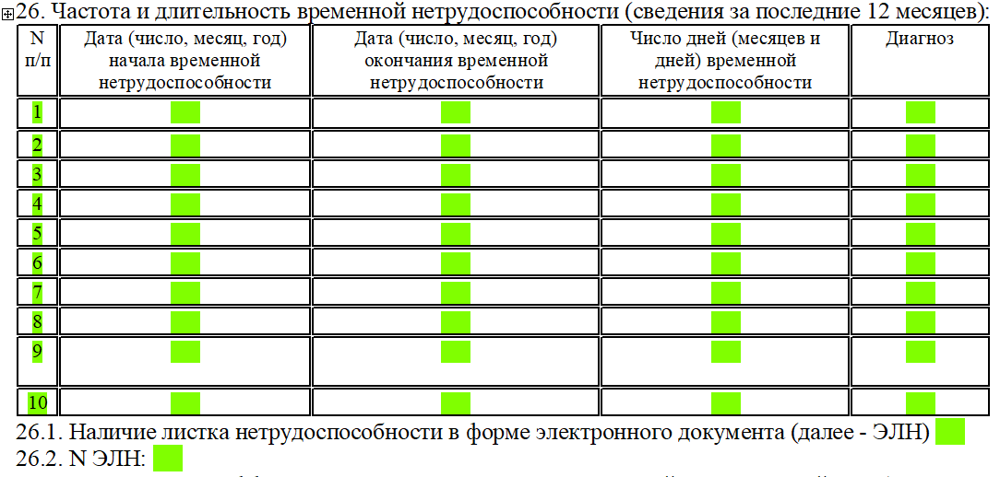 26. Частота и длительность временной нетрудоспособности (сведения за последние 12 месяцев):
N п/п
Дата (число, месяц, год) начала временной нетрудоспособности
Дата (число, месяц, год) окончания временной нетрудоспособности
Число дней (месяцев и дней) временной нетрудоспособности
Диагноз
1
2
3
4
5
6
7
8
9
10
26.1. Наличие листка нетрудоспособности в форме электронного документа (далее - ЭЛН)
26.2. N ЭЛН: